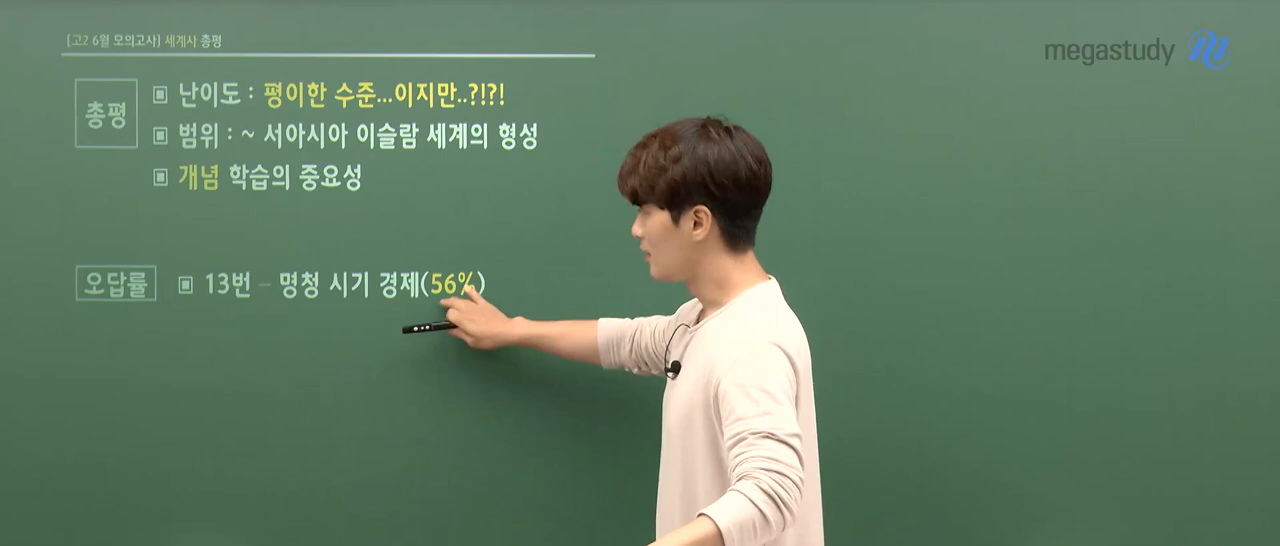 [고2 6월 모의고사] 세계사 총평
megastudy
총평
▣ 난이도 : 평이한 수준...이지만..?!?!
▣ 범위 : ~ 서아시아 이슬람 세계의 형성
▣ 개념 학습의 중요성
오답률 ▣ 13번 – 명청 시기 경제(56%)